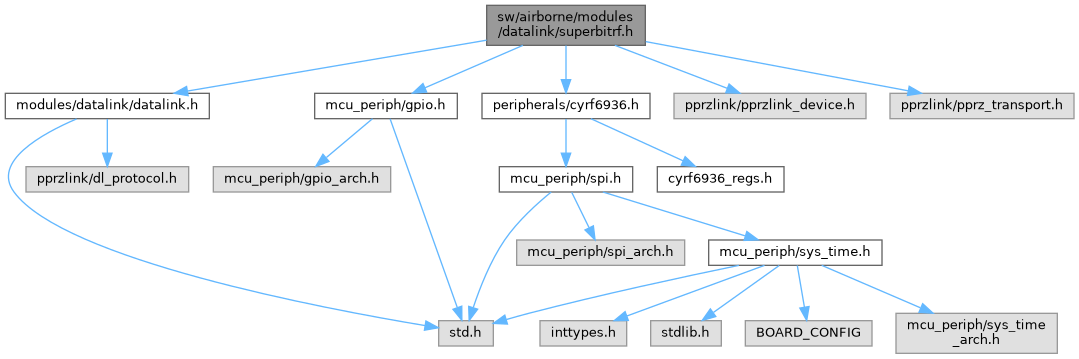 sw/airborne/modules
/datalink/superbitrf.h
modules/datalink/datalink.h
mcu_periph/gpio.h
peripherals/cyrf6936.h
pprzlink/pprzlink_device.h
pprzlink/pprz_transport.h
pprzlink/dl_protocol.h
mcu_periph/gpio_arch.h
mcu_periph/spi.h
cyrf6936_regs.h
mcu_periph/spi_arch.h
mcu_periph/sys_time.h
std.h
inttypes.h
stdlib.h
BOARD_CONFIG
mcu_periph/sys_time
_arch.h